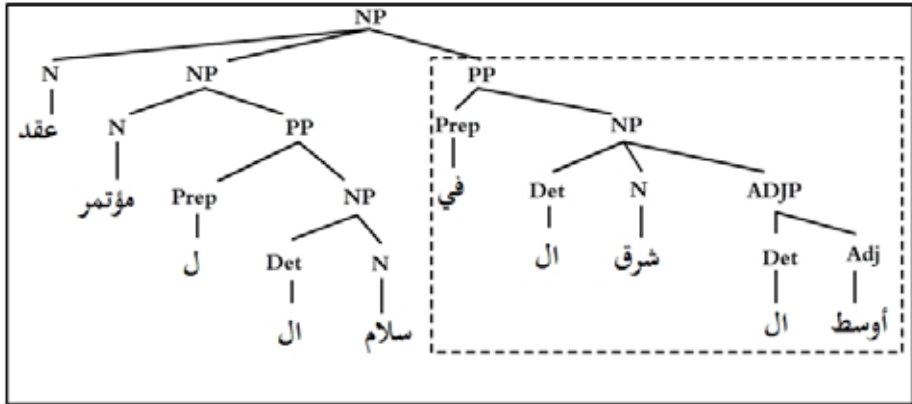 NP
N NP PP
عقد N PP Prep NP
مؤتمر Prep NP في Det N ADJP
ل Det N ال شرق Det Adj
ال سلام ال أوسط